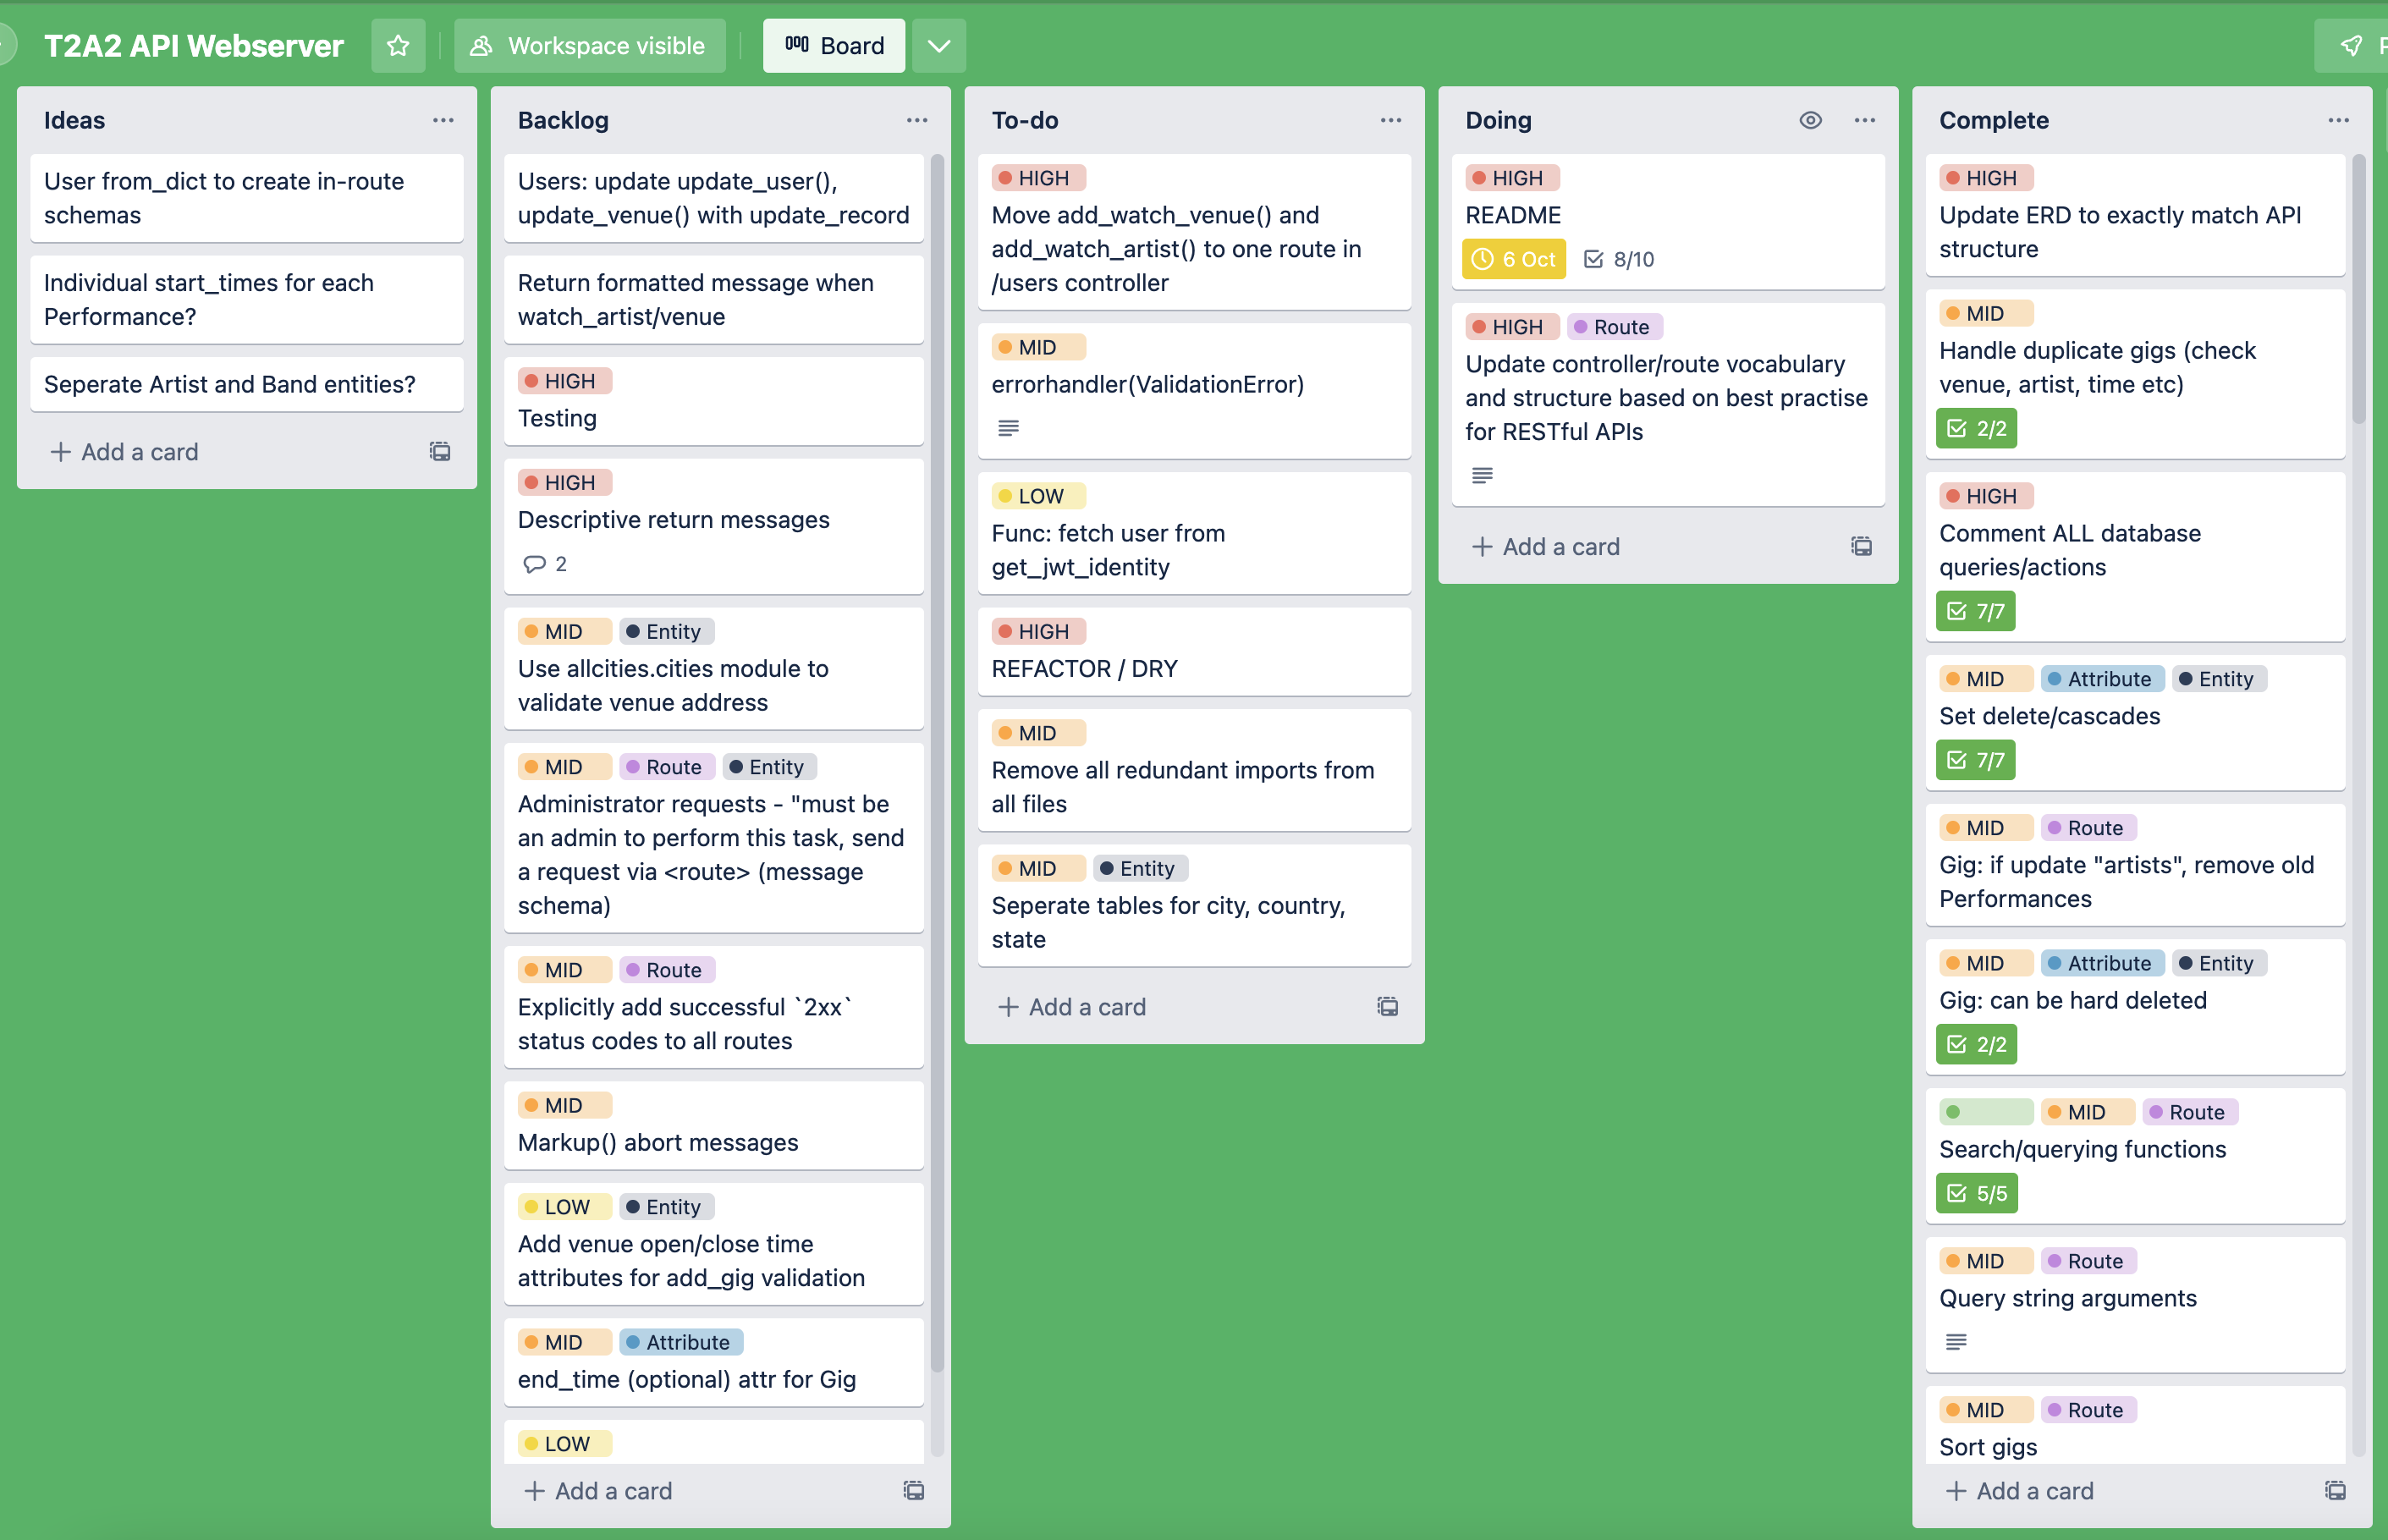 T2A2 API Webserver
Workspace visible
Board
Ideas
User from_dict to create in-route
schemas
Individual start_times for each
Performance?
Seperate Artist and Band entities?
Add a card
Backlog
Users: update update_user(),
update_venue() with update_record
Return formatted message when
watch_artist/venue
HIGH
Testing
HIGH
Descriptive return messages
2
MID Entity
Use allcities.cities module to
validate venue address
MID Route Entity
Administrator requests - "must be
an admin to perform this task, send
a request via <route> (message
schema)
MID Route
Explicitly add successful `2xx`
status codes to all routes
MID
Markup() abort messages
LOW Entity
Add venue open/close time
attributes for add_gig validation
MID Attribute
end_time (optional) attr for Gig
LOW
Add a card
To-do
HIGH
Move add_watch_venue() and
add_watch_artist() to one route in
/users controller
MID
errorhandler(ValidationError)
LOW
Func: fetch user from
get_jwt_identity
HIGH
REFACTOR / DRY
MID
Remove all redundant imports from
all files
MID Entity
Seperate tables for city, country,
state
Add a card
Doing
HIGH
README
6 Oct 8/10
HIGH Route
Update controller/route vocabulary
and structure based on best practise
for RESTful APIs
Add a card
Complete
HIGH
Update ERD to exactly match API
structure
MID
Handle duplicate gigs (check
venue, artist, time etc)
2/2
HIGH
Comment ALL database
queries/actions
7/7
MID Attribute Entity
Set delete/cascades
7/7
MID Route
Gig: if update "artists", remove old
Performances
MID Attribute Entity
Gig: can be hard deleted
2/2
MID Route
Search/querying functions
5/5
MID Route
Query string arguments
MID Route
Sort gigs
Add a card